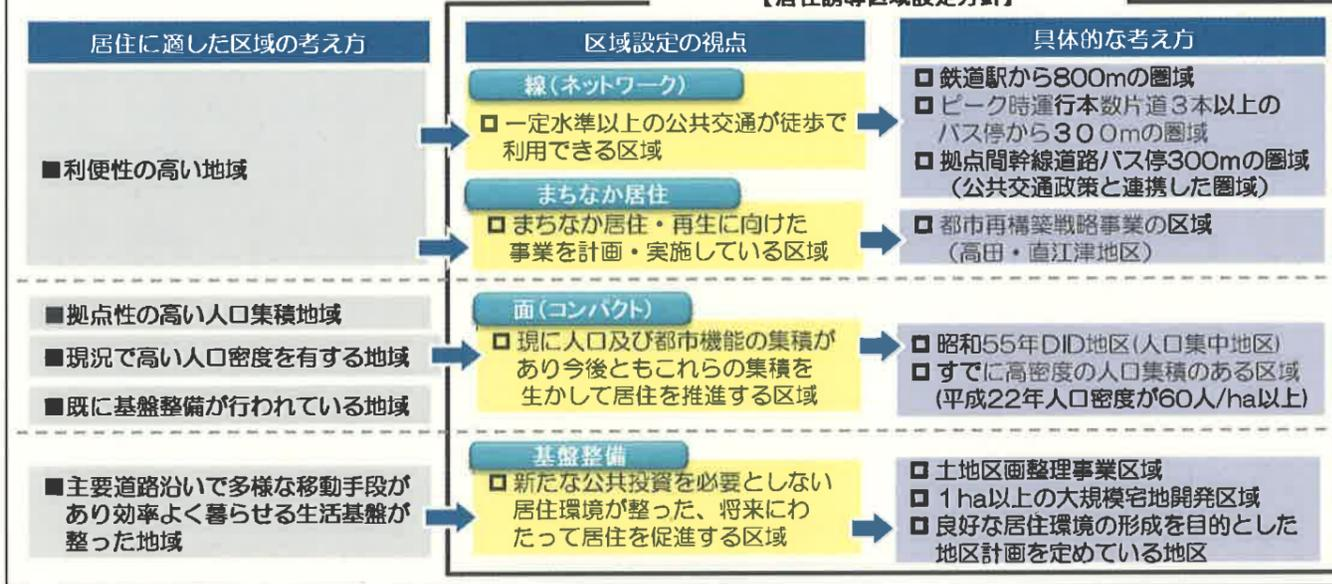 【居住誘導区域設定方針】
居住に適した区域の考え方
区域設定の視点
具体的な考え方
■利便性の高い地域
線(ネットワーク)
一定水準以上の公共交通が徒歩で
利用できる区域
鉄道駅から800mの圏域
ピーク時運行本数片道3本以上の
バス停から300mの圏域
拠点間幹線道路バス停300mの圏域
(公共交通政策と連携した圏域)
まちなか居住
まちなか居住・再生に向けた
事業を計画・実施している区域
都市再構築戦略事業の区域
(高田・直江津地区)
■拠点性の高い人口集積地域
■現況で高い人口密度を有する地域
■既に基盤整備が行われている地域
面(コンパクト)
現に人口及び都市機能の集積が
あり今後ともこれらの集積を
生かして居住を推進する区域
昭和55年DID地区(人口集中地区)
すでに高密度の人口集積のある区域
(平成22年人口密度が60人/ha以上)
■主要道路沿いで多様な移動手段が
あり効率よく暮らせる生活基盤が
整った地域
基盤整備
新たな公共投資を必要としない
居住環境が整った、将来にわ
たって居住を促進する区域
土地区画整理事業区域
1ha以上の大規模宅地開発区域
良好な居住環境の形成を目的とした
地区計画を定めている地区